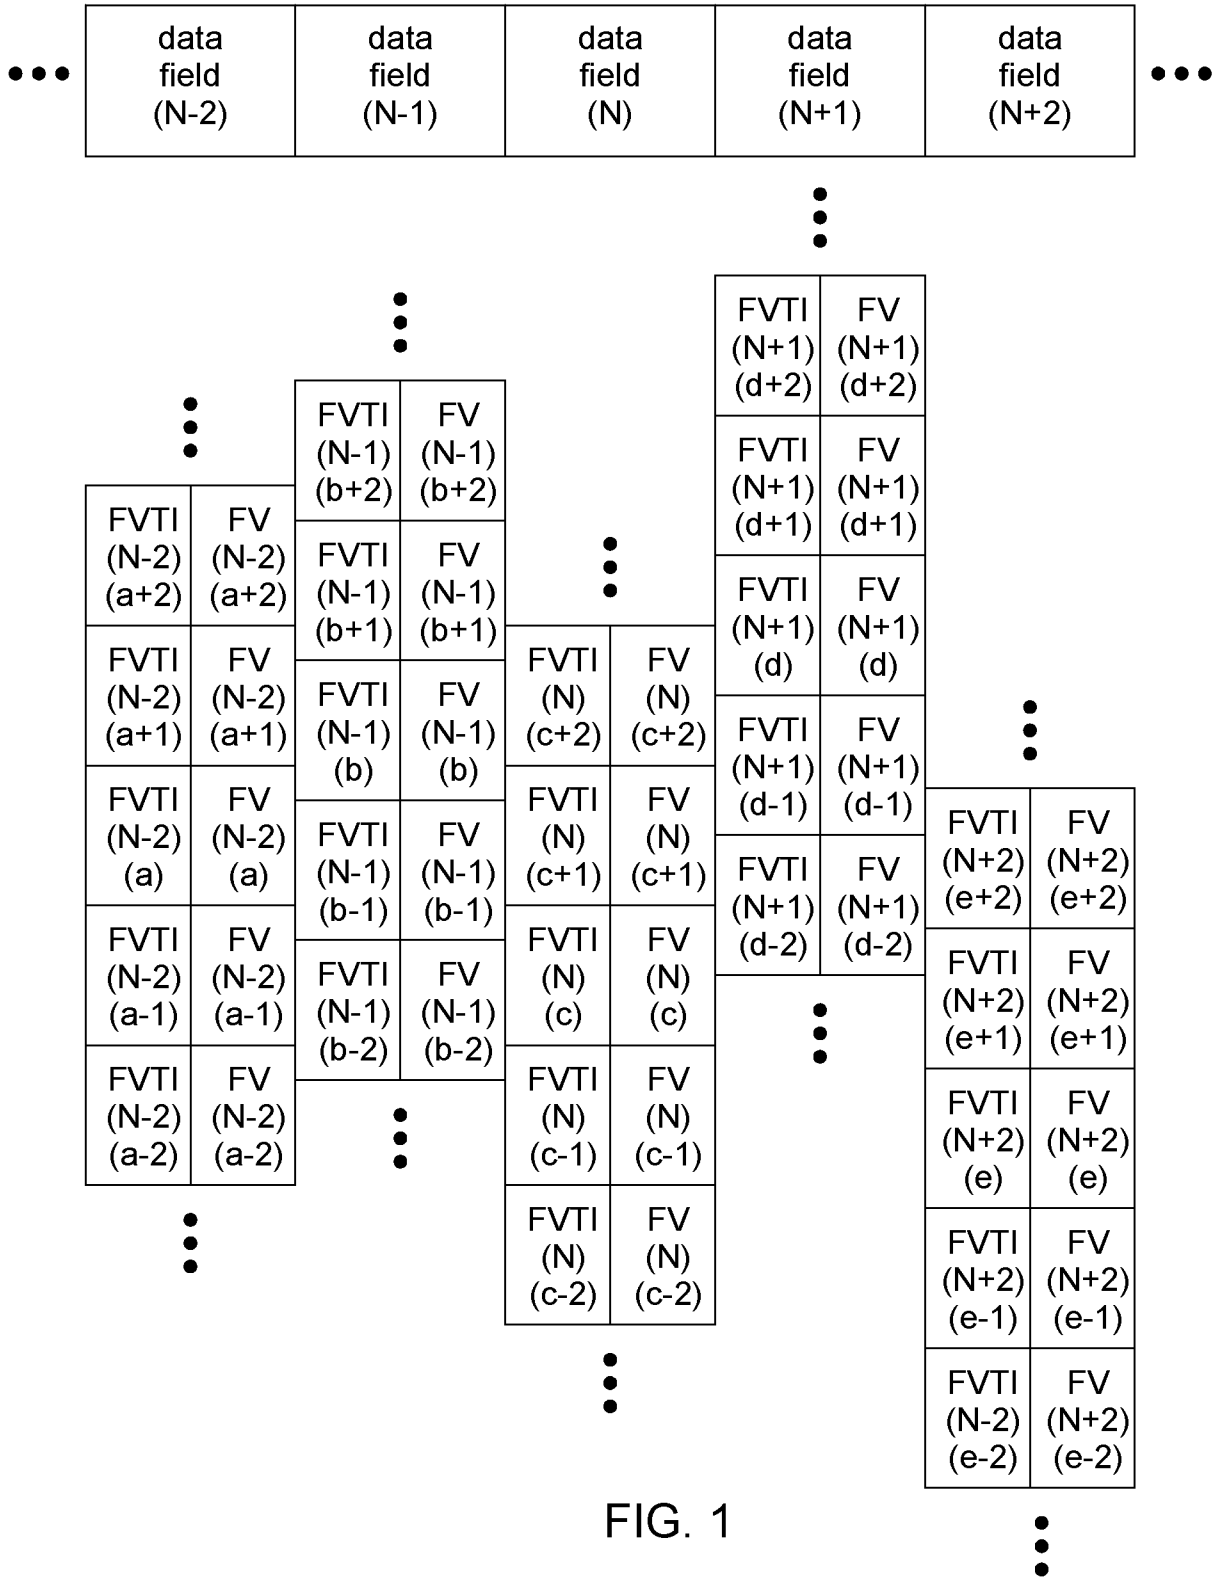 data
field
(N-2)
data
field
(N-1)
data
field
(N)
data
field
(N+1)
data
field
(N+2)
FVTI
(N-2)
(a+2)
FV
(N-2)
(a+2)
FVTI
(N-2)
(a+1)
FV
(N-2)
(a+1)
FVTI
(N-2)
(a)
FV
(N-2)
(a)
FVTI
(N-2)
(a-1)
FV
(N-2)
(a-1)
FVTI
(N-2)
(a-2)
FV
(N-2)
(a-2)
FVTI
(N-1)
(b+2)
FV
(N-1)
(b+2)
FVTI
(N-1)
(b+1)
FV
(N-1)
(b+1)
FVTI
(N-1)
(b)
FV
(N-1)
(b)
FVTI
(N-1)
(b-1)
FV
(N-1)
(b-1)
FVTI
(N-1)
(b-2)
FV
(N-1)
(b-2)
FVTI
(N)
(c+2)
FV
(N)
(c+2)
FVTI
(N)
(c+1)
FV
(N)
(c+1)
FVTI
(N)
(c)
FV
(N)
(c)
FVTI
(N)
(c-1)
FV
(N)
(c-1)
FVTI
(N)
(c-2)
FV
(N)
(c-2)
FVTI
(N+1)
(d+2)
FV
(N+1)
(d+2)
FVTI
(N+1)
(d+1)
FV
(N+1)
(d+1)
FVTI
(N+1)
(d)
FV
(N+1)
(d)
FVTI
(N+1)
(d-1)
FV
(N+1)
(d-1)
FVTI
(N+1)
(d-2)
FV
(N+1)
(d-2)
FVTI
(N+2)
(e+2)
FV
(N+2)
(e+2)
FVTI
(N+2)
(e+1)
FV
(N+2)
(e+1)
FVTI
(N+2)
(e)
FV
(N+2)
(e)
FVTI
(N+2)
(e-1)
FV
(N+2)
(e-1)
FVTI
(N-2)
(e-2)
FV
(N+2)
(e-2)
FIG. 1